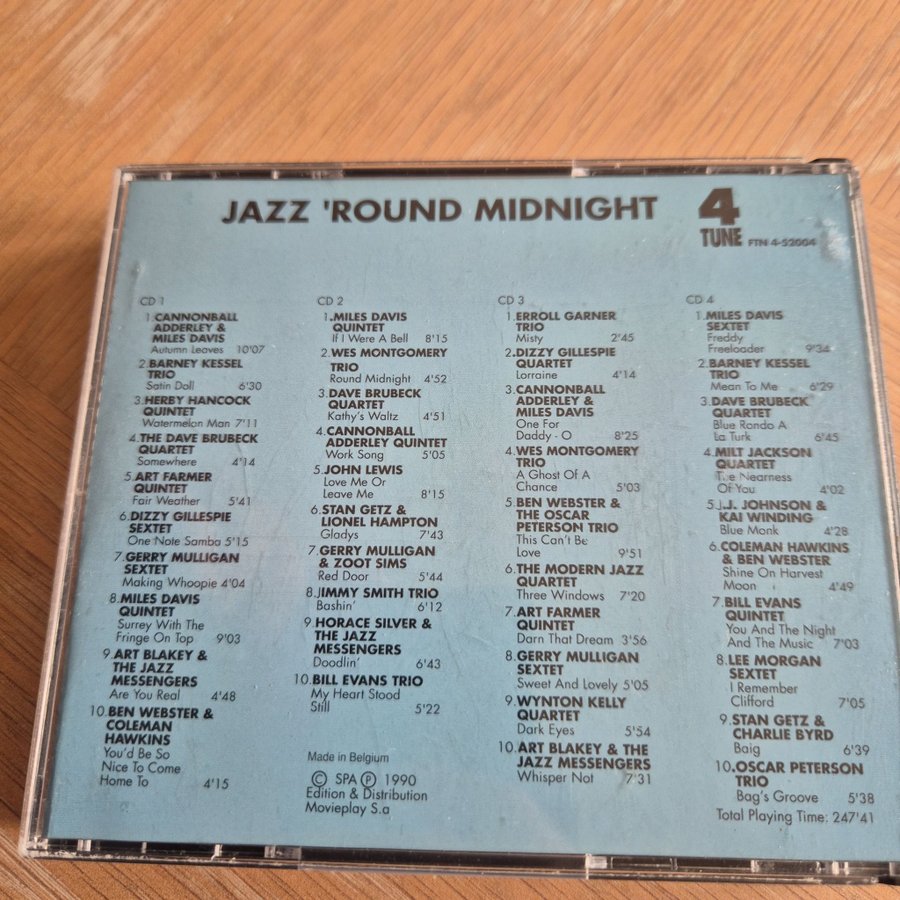 JAZZ 'ROUND MIDNIGHT
4
TUNE FTN 4-52004
CD 1
1.CANNONBALL
ADDERLEY &
MILES DAVIS
Autumn Leaves 10'07
2.BARNEY KESSEL
TRIO
Satin Doll 6'30
3.HERBY HANCOCK
QUINTET
Watermelon Man 7'11
4.THE DAVE BRUBECK
QUARTET
Somewhere 4'14
5.ART FARMER
QUINTET
Fair Weather 5'41
6.DIZZY GILLESPIE
SEXTET
One Note Samba 5'15
7.GERRY MULLIGAN
SEXTET
Making Whoopie 4'04
8.MILES DAVIS
QUINTET
Surrey With The
Fringe On Top 9'03
9.ART BLAKEY &
THE JAZZ
MESSENGERS
Are You Real 4'48
10.BEN WEBSTER &
COLEMAN
HAWKINS
You'd Be So
Nice To Come
Home To 4'15
CD 2
1.MILES DAVIS
QUINTET
If I Were A Bell 8'15
2.WES MONTGOMERY
TRIO
Round Midnight 4'52
3.DAVE BRUBECK
QUARTET
Kathy's Waltz 4'51
4.CANNONBALL
ADDERLEY QUINTET
Work Song 5'05
5.JOHN LEWIS
Love Me Or
Leave Me 8'15
6.STAN GETZ &
LIONEL HAMPTON
Gladys 7'43
7.GERRY MULLIGAN
& ZOOT SIMS
Red Door 5'44
8.JIMMY SMITH TRIO
Bashin' 6'12
9.HORACE SILVER &
THE JAZZ
MESSENGERS
Doodlin' 6'43
10.BILL EVANS TRIO
My Heart Stood
Still 5'22
Made in Belgium
© SPA ℗ 1990
Edition & Distribution
Movieplay S.a
CD 3
1.ERROLL GARNER
TRIO
Misty 2'45
2.DIZZY GILLESPIE
QUARTET
Lorraine 4'14
3.CANNONBALL
ADDERLEY &
MILES DAVIS
One For
Daddy - O 8'25
4.WES MONTGOMERY
TRIO
A Ghost Of A
Chance 5'03
5.BEN WEBSTER &
THE OSCAR
PETERSON TRIO
This Can't Be
Love 9'51
6.THE MODERN JAZZ
QUARTET
Three Windows 7'20
7.ART FARMER
QUINTET
Darn That Dream 3'56
8.GERRY MULLIGAN
SEXTET
Sweet And Lovely 5'05
9.WYNTON KELLY
QUARTET
Dark Eyes 5'54
10.ART BLAKEY & THE
JAZZ MESSENGERS
Whisper Not 7'31
CD 4
1.MILES DAVIS
SEXTET
Freddy
Freeloader 9'34
2.BARNEY KESSEL
TRIO
Mean To Me 6'29
3.DAVE BRUBECK
QUARTET
Blue Rondo A
La Turk 6'45
4.MILT JACKSON
QUARTET
The Nearness
Of You 4'02
5.J.J. JOHNSON &
KAI WINDING
Blue Monk 4'28
6.COLEMAN HAWKINS
& BEN WEBSTER
Shine On Harvest
Moon 4'49
7.BILL EVANS
QUINTET
You And The Night
And The Music 7'03
8.LEE MORGAN
SEXTET
I Remember
Clifford 7'05
9.STAN GETZ &
CHARLIE BYRD
Baig 6'39
10.OSCAR PETERSON
TRIO
Bag's Groove 5'38
Total Playing Time: 247'41